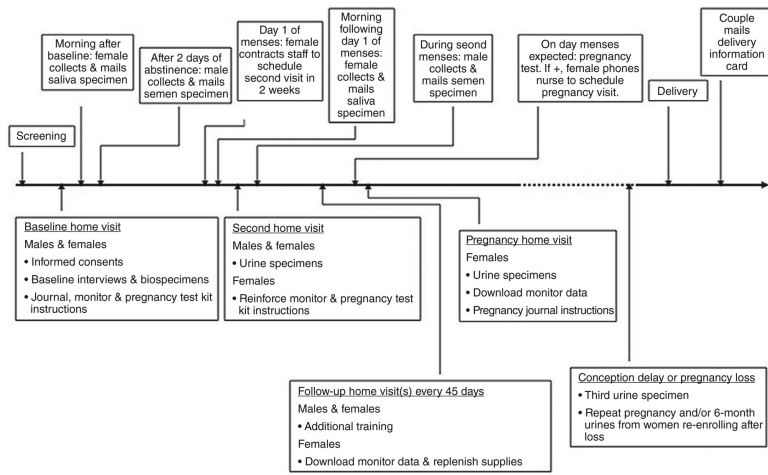 Screening
Morning after
baseline: female
collects & mails
saliva specimen
After 2 days of
abstinence: male
collects & mails
semen specimen
Day 1 of
menses: female
contracts staff to
schedule
second visit in
2 weeks
Morning
following
day 1 of
menses:
female
collects &
mails
saliva
specimen
During seond
menses: male
collects &
mails semen
specimen
On day menses
expected: pregnancy
test. If +, female phones
nurse to schedule
pregnancy visit.
Delivery
Couple
mails
delivery
information
card
Baseline home visit
Males & females
• Informed consents
• Baseline interviews & biospecimens
• Journal, monitor & pregnancy test kit
instructions
Second home visit
Males & females
• Urine specimens
Females
• Reinforce monitor & pregnancy test
kit instructions
Pregnancy home visit
Females
• Urine specimens
• Download monitor data
• Pregnancy journal instructions
Follow-up home visit(s) every 45 days
Males & females
• Additional training
Females
• Download monitor data & replenish supplies
Conception delay or pregnancy loss
• Third urine specimen
• Repeat pregnancy and/or 6-month
urines from women re-enrolling after
loss